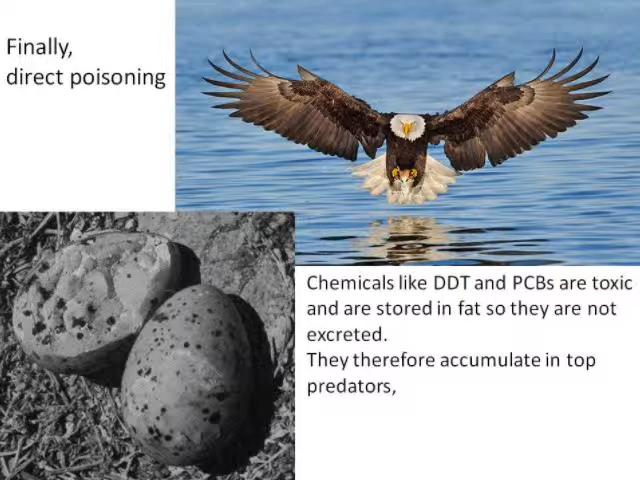 Finally,
direct poisoning
Chemicals like DDT and PCBs are toxic
and are stored in fat so they are not
excreted.
They therefore accumulate in top
predators,